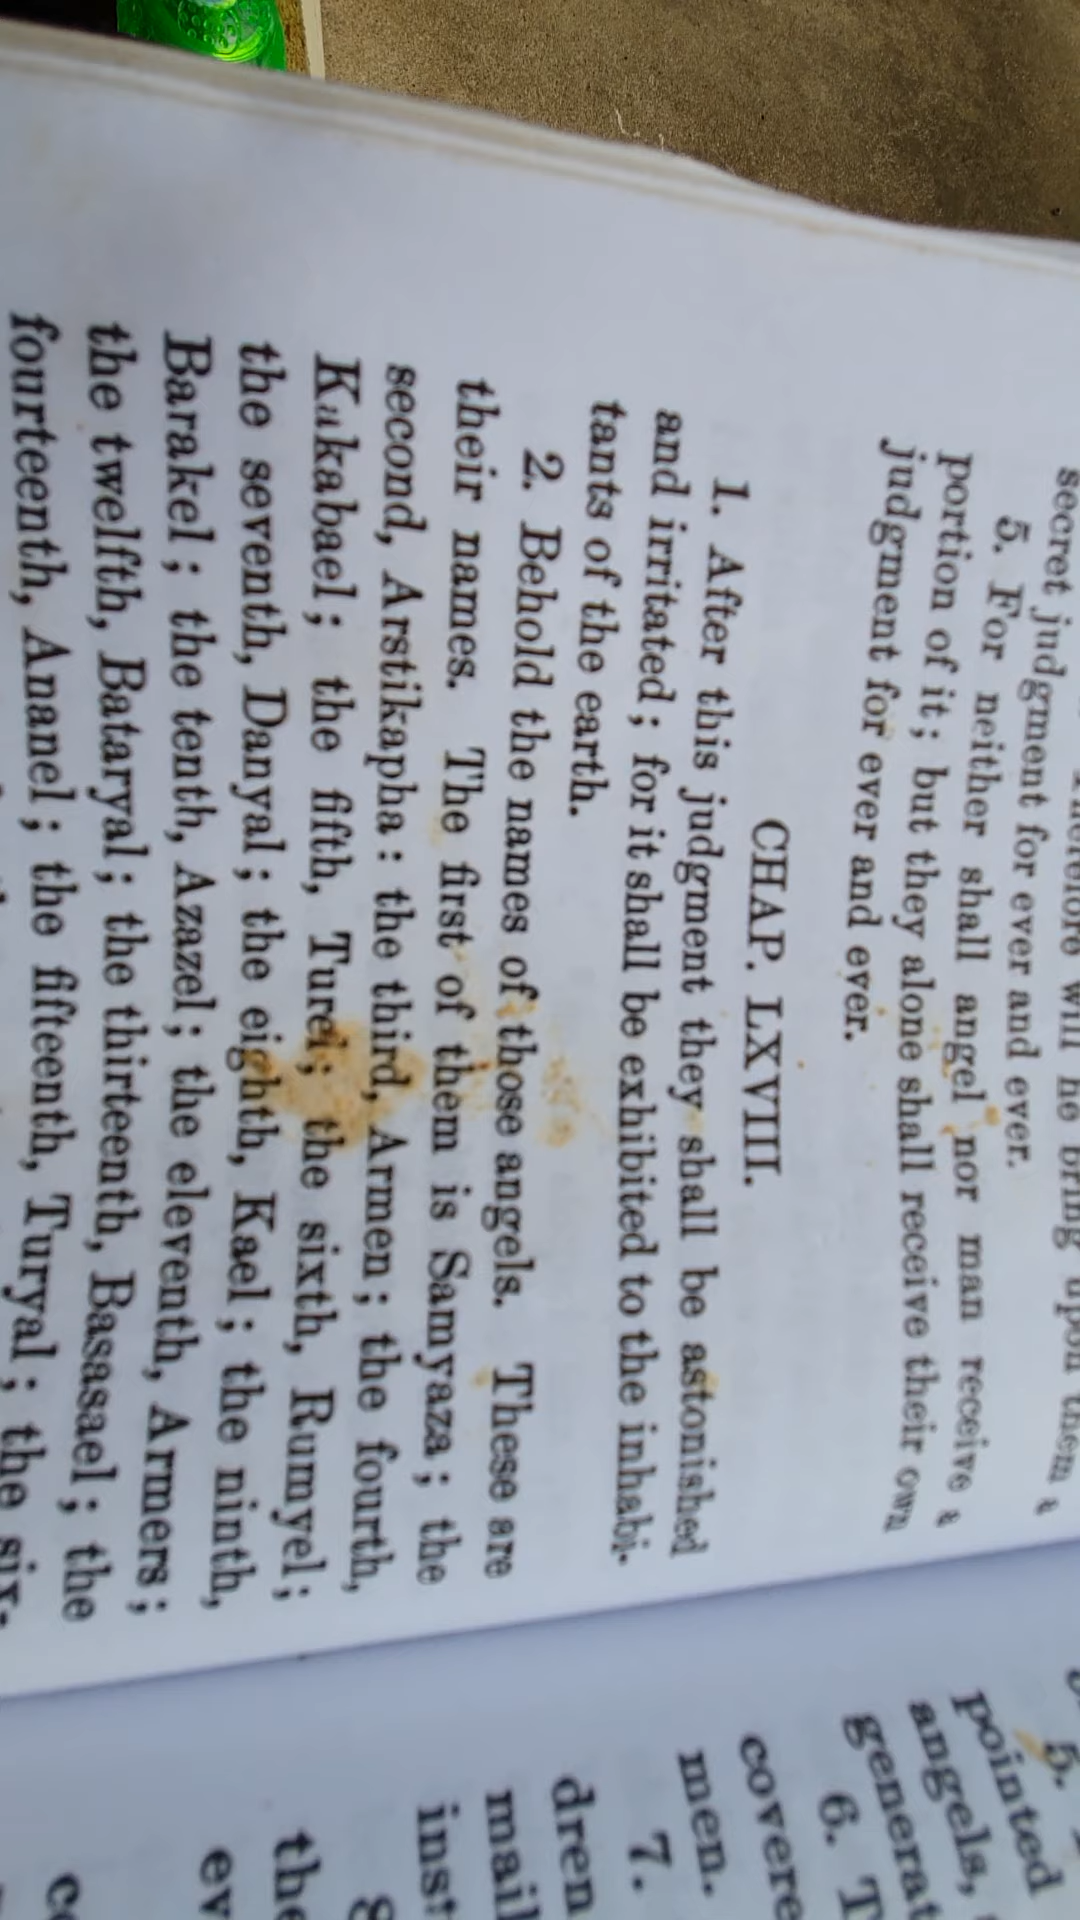 secret judgment for ever and ever.
5. For neither shall angel nor man receive a
portion of it; but they alone shall receive their own
judgment for ever and ever.
CHAP. LXVIII.
1. After this judgment they shall be astonished
and irritated; for it shall be exhibited to the inhabi-
tants of the earth.
2. Behold the names of those angels. These are
their names. The first of them is Samyaza; the
second, Arstikapha: the third, Armen; the fourth,
Kakabael; the fifth, Turel; the sixth, Rumyel;
the seventh, Danyal; the eighth, Kael; the ninth,
Barakel; the tenth, Azazel; the eleventh, Armers;
the twelfth, Bataryal; the thirteenth, Basasael; the
fourteenth, Ananel; the fifteenth, Turyal; the six-
5.
pointed
angels,
generat
6. T
covere
men.
7.
dren
mail
inst
8
the
ev